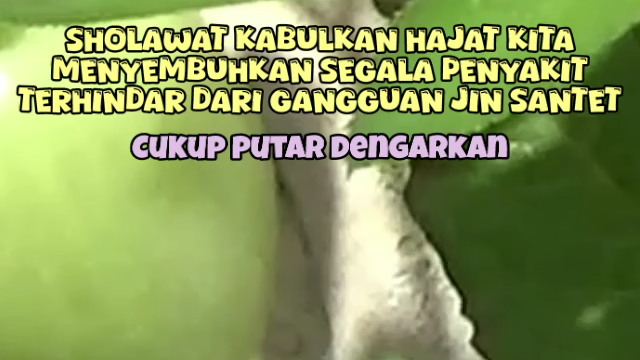 SHOLAWAT KABULKAN HAJAT KITA
MENYEMBUHKAN SEGALA PENYAKIT
TERHINDAR DARI GANGGUAN JIN SANTET
CUKUP PUTAR DENGARKAN